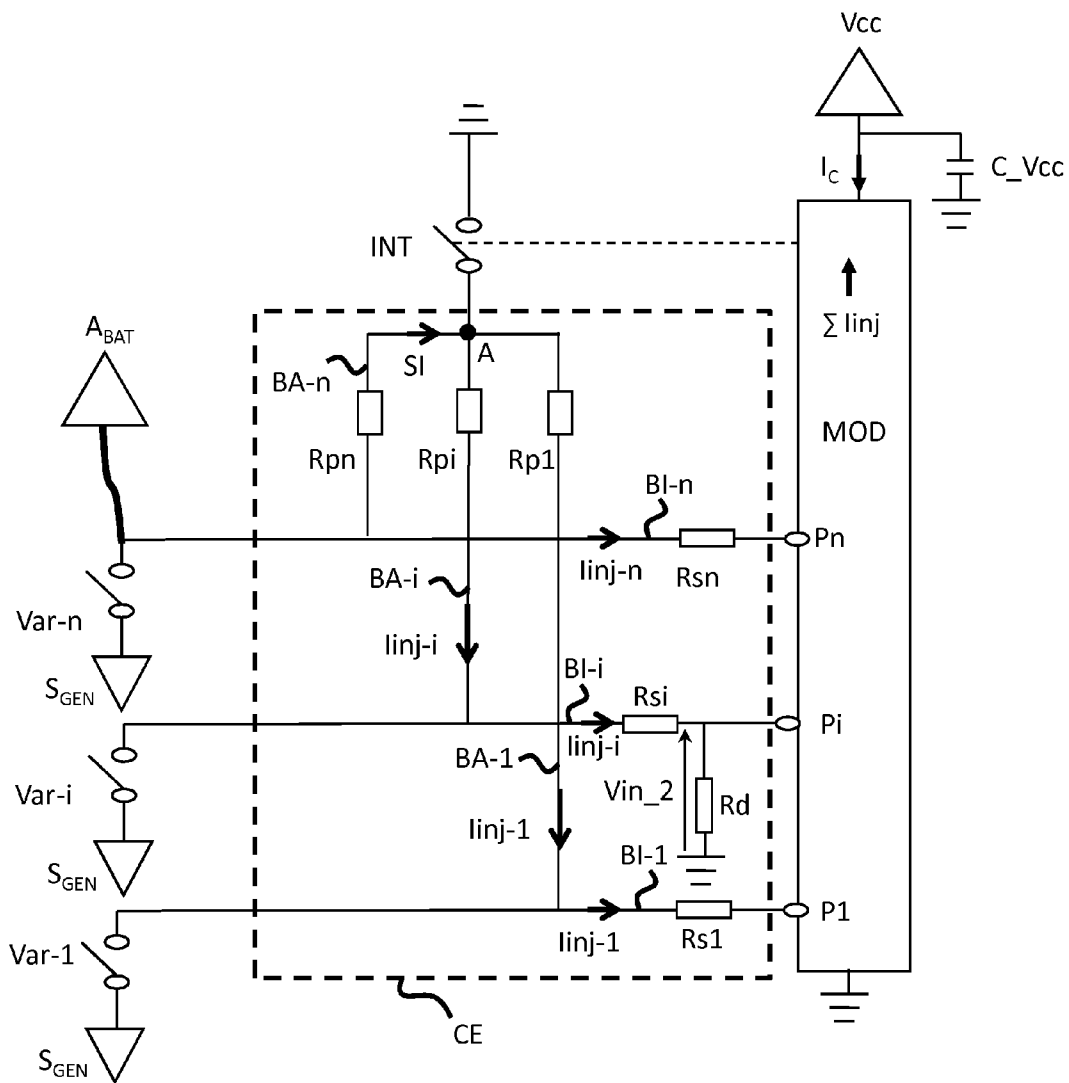 Vcc
I_C
C_Vcc
INT
∑ Iinj
A_BAT
SI
A
BA-n
MOD
Rpn
Rpi
Rp1
BI-n
Pn
Iinj-n
Rsn
BA-i
Var-n
Iinj-i
S_GEN
BI-i
Rsi
Pi
Iinj-i
BA-1
Var-i
Vin_2
Rd
Iinj-1
S_GEN
BI-1
P1
Iinj-1
Rs1
Var-1
CE
S_GEN